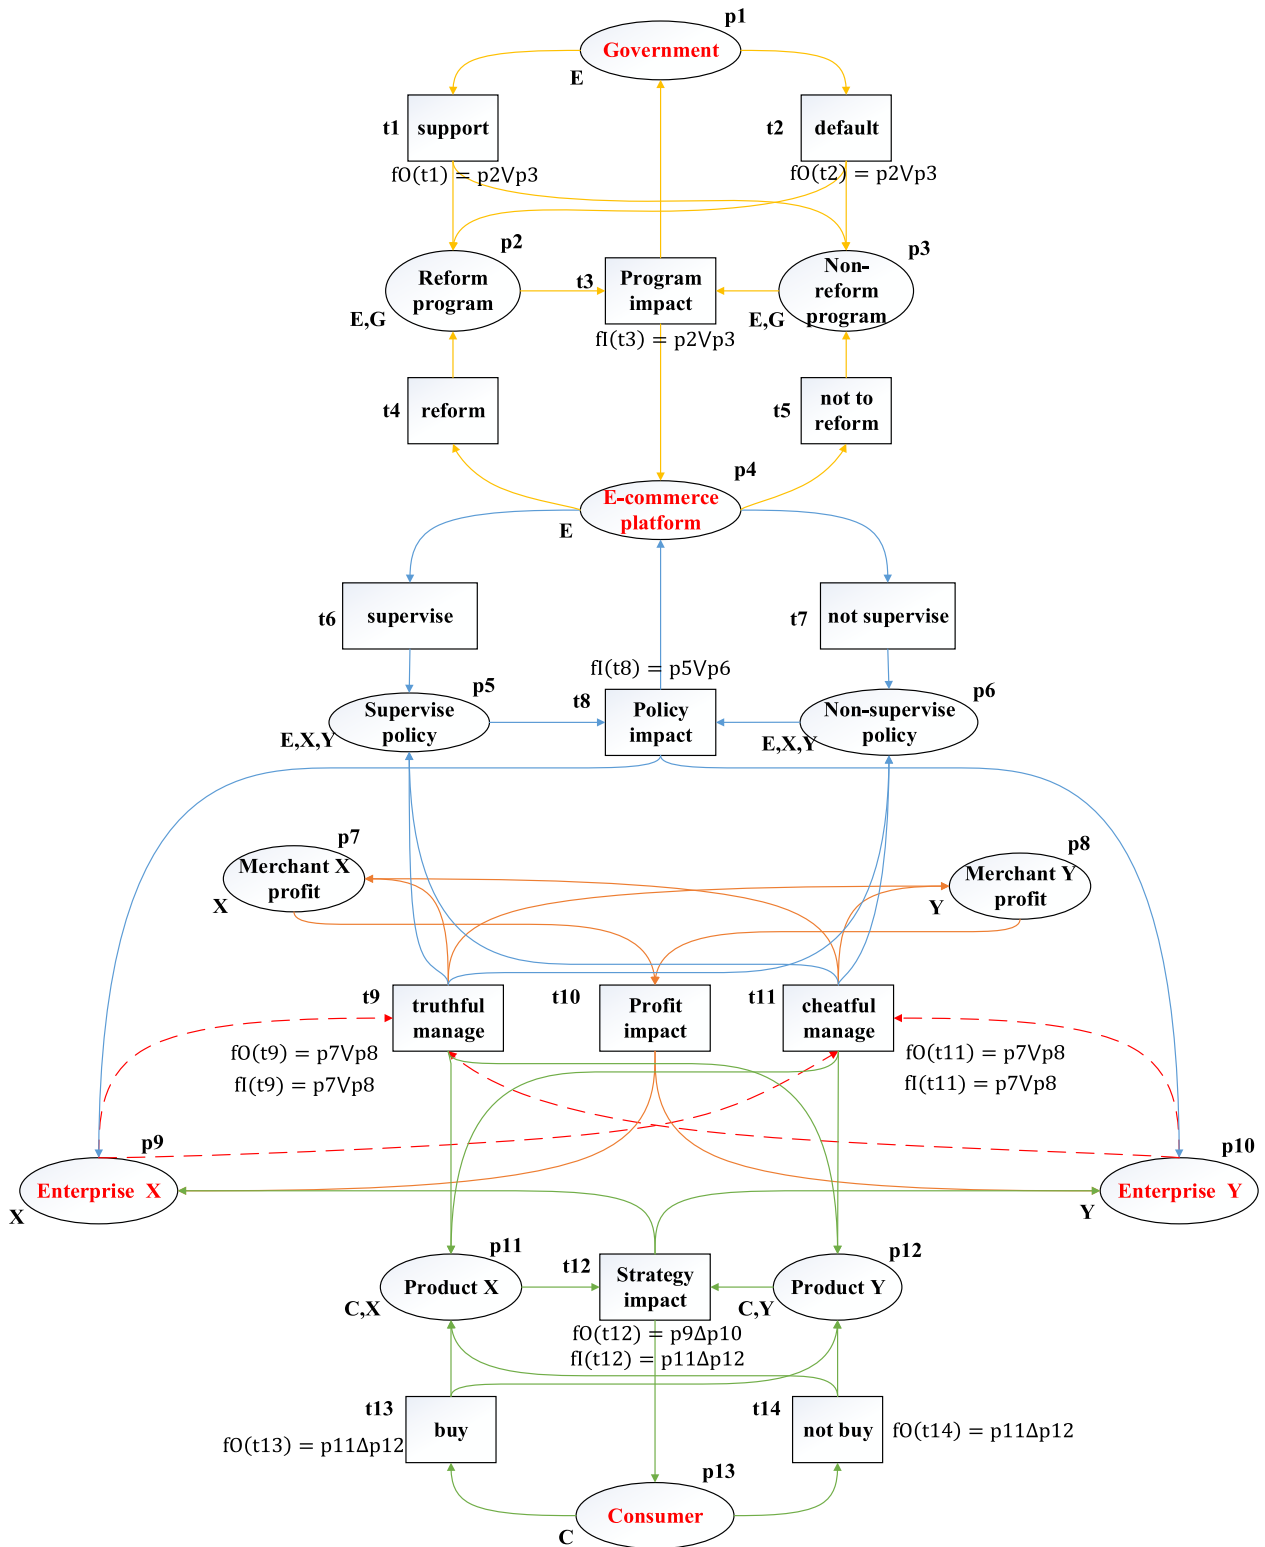 p1
Government
E
t1
support
t2
default
fO(t1) = p2Vp3
fO(t2) = p2Vp3
p2
Reform
program
E,G
t3
Program
impact
fI(t3) = p2Vp3
p3
Non-
reform
program
E,G
t4
reform
t5
not to
reform
p4
E-commerce
platform
E
t6
supervise
t7
not supervise
fI(t8) = p5Vp6
p5
Supervise
policy
E,X,Y
t8
Policy
impact
p6
Non-supervise
policy
E,X,Y
p7
Merchant X
profit
X
p8
Merchant Y
profit
Y
t9
truthful
manage
t10
Profit
impact
t11
cheatful
manage
fO(t9) = p7Vp8
fI(t9) = p7Vp8
fO(t11) = p7Vp8
fI(t11) = p7Vp8
p9
Enterprise X
X
p10
Enterprise Y
Y
p11
Product X
C,X
t12
Strategy
impact
p12
Product Y
C,Y
fO(t12) = p9Δp10
fI(t12) = p11Δp12
t13
buy
fO(t13) = p11Δp12
t14
not buy
fO(t14) = p11Δp12
p13
Consumer
C